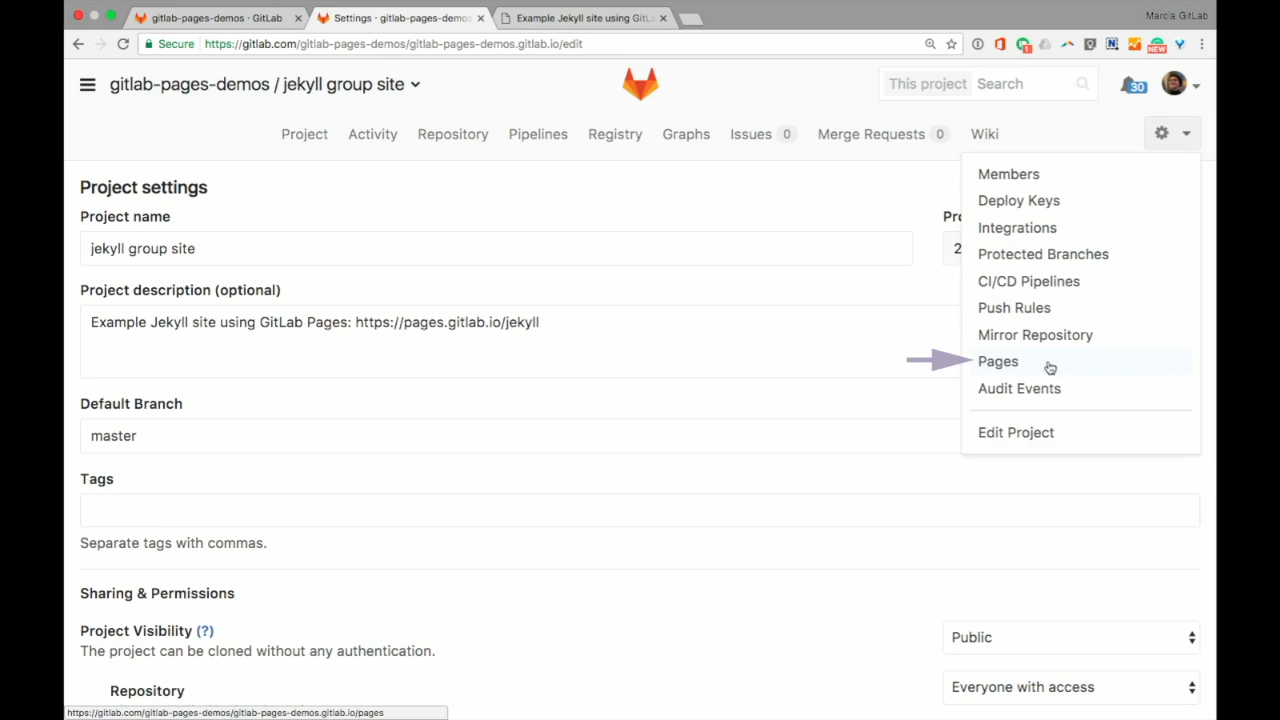 gitlab-pages-demos · GitLab
Settings · gitlab-pages-demos
Example Jekyll site using GitLa
Marcia GitLab
Secure
https://gitlab.com/gitlab-pages-demos/gitlab-pages-demos.gitlab.io/edit
1
NEW
gitlab-pages-demos / jekyll group site
This project
Search
30
Project
Activity
Repository
Pipelines
Registry
Graphs
Issues 0
Merge Requests 0
Wiki
Members
Deploy Keys
Integrations
Protected Branches
CI/CD Pipelines
Push Rules
Mirror Repository
Pages
Audit Events
Edit Project
Project settings
Project name
jekyll group site
Pro
2
Project description (optional)
Example Jekyll site using GitLab Pages: https://pages.gitlab.io/jekyll
Default Branch
master
Tags
Separate tags with commas.
Sharing & Permissions
Project Visibility (?)
The project can be cloned without any authentication.
Public
Repository
Everyone with access
https://gitlab.com/gitlab-pages-demos/gitlab-pages-demos.gitlab.io/pages